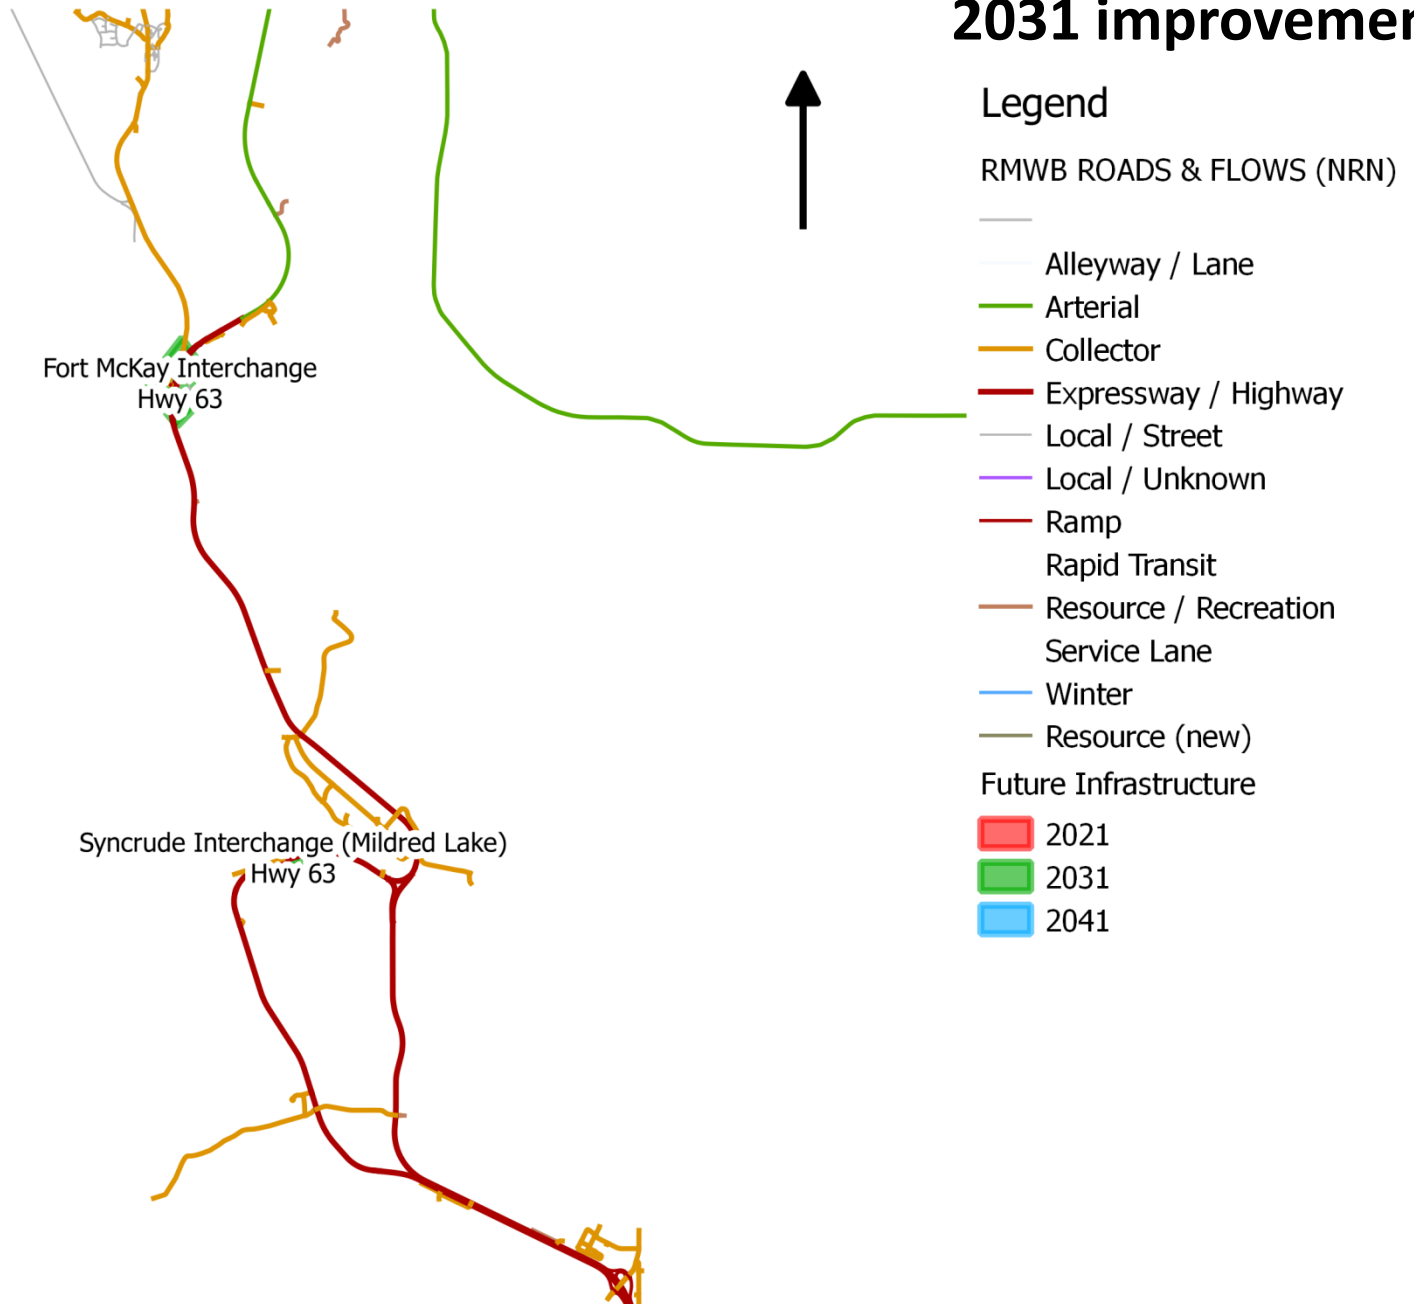 2031 improvemen
Legend
RMWB ROADS & FLOWS (NRN)
Alleyway / Lane
Arterial
Collector
Expressway / Highway
Local / Street
Local / Unknown
Ramp
Rapid Transit
Resource / Recreation
Service Lane
Winter
Resource (new)
Future Infrastructure
2021
2031
2041
Fort McKay Interchange
Hwy 63
Syncrude Interchange (Mildred Lake)
Hwy 63